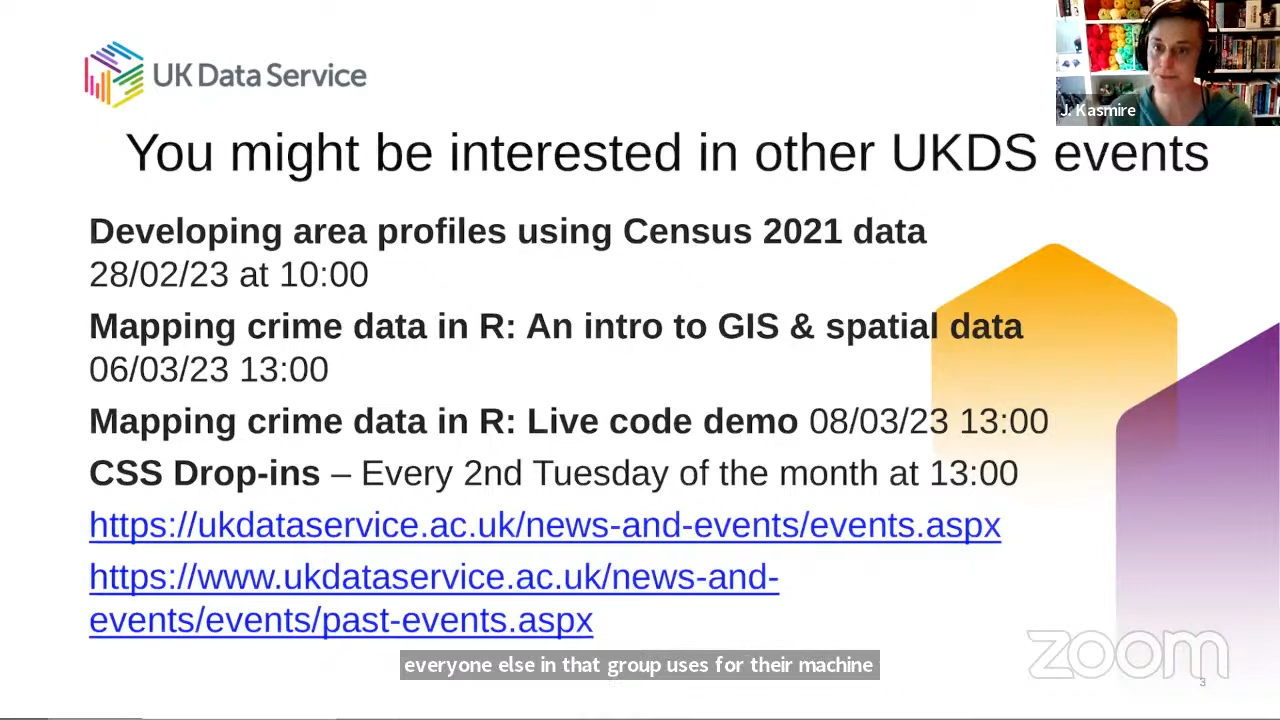 UK Data Service
J. Kasmire
You might be interested in other UKDS events
Developing area profiles using Census 2021 data
28/02/23 at 10:00
Mapping crime data in R: An intro to GIS & spatial data
06/03/23 13:00
Mapping crime data in R: Live code demo 08/03/23 13:00
CSS Drop-ins – Every 2nd Tuesday of the month at 13:00
https://ukdataservice.ac.uk/news-and-events/events.aspx
https://www.ukdataservice.ac.uk/news-and-
events/events/past-events.aspx
everyone else in that group uses for their machine
zoom
3